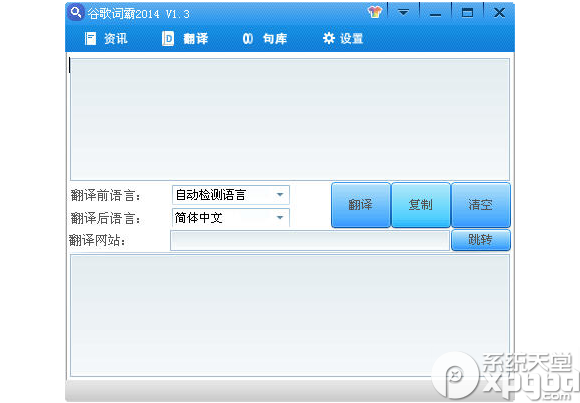 谷歌词霸2014 V1.3
资讯 翻译 句库 设置
翻译前语言： 自动检测语言
翻译 复制 清空
翻译后语言： 简体中文
翻译网站： 跳转
系统天堂
xpgod